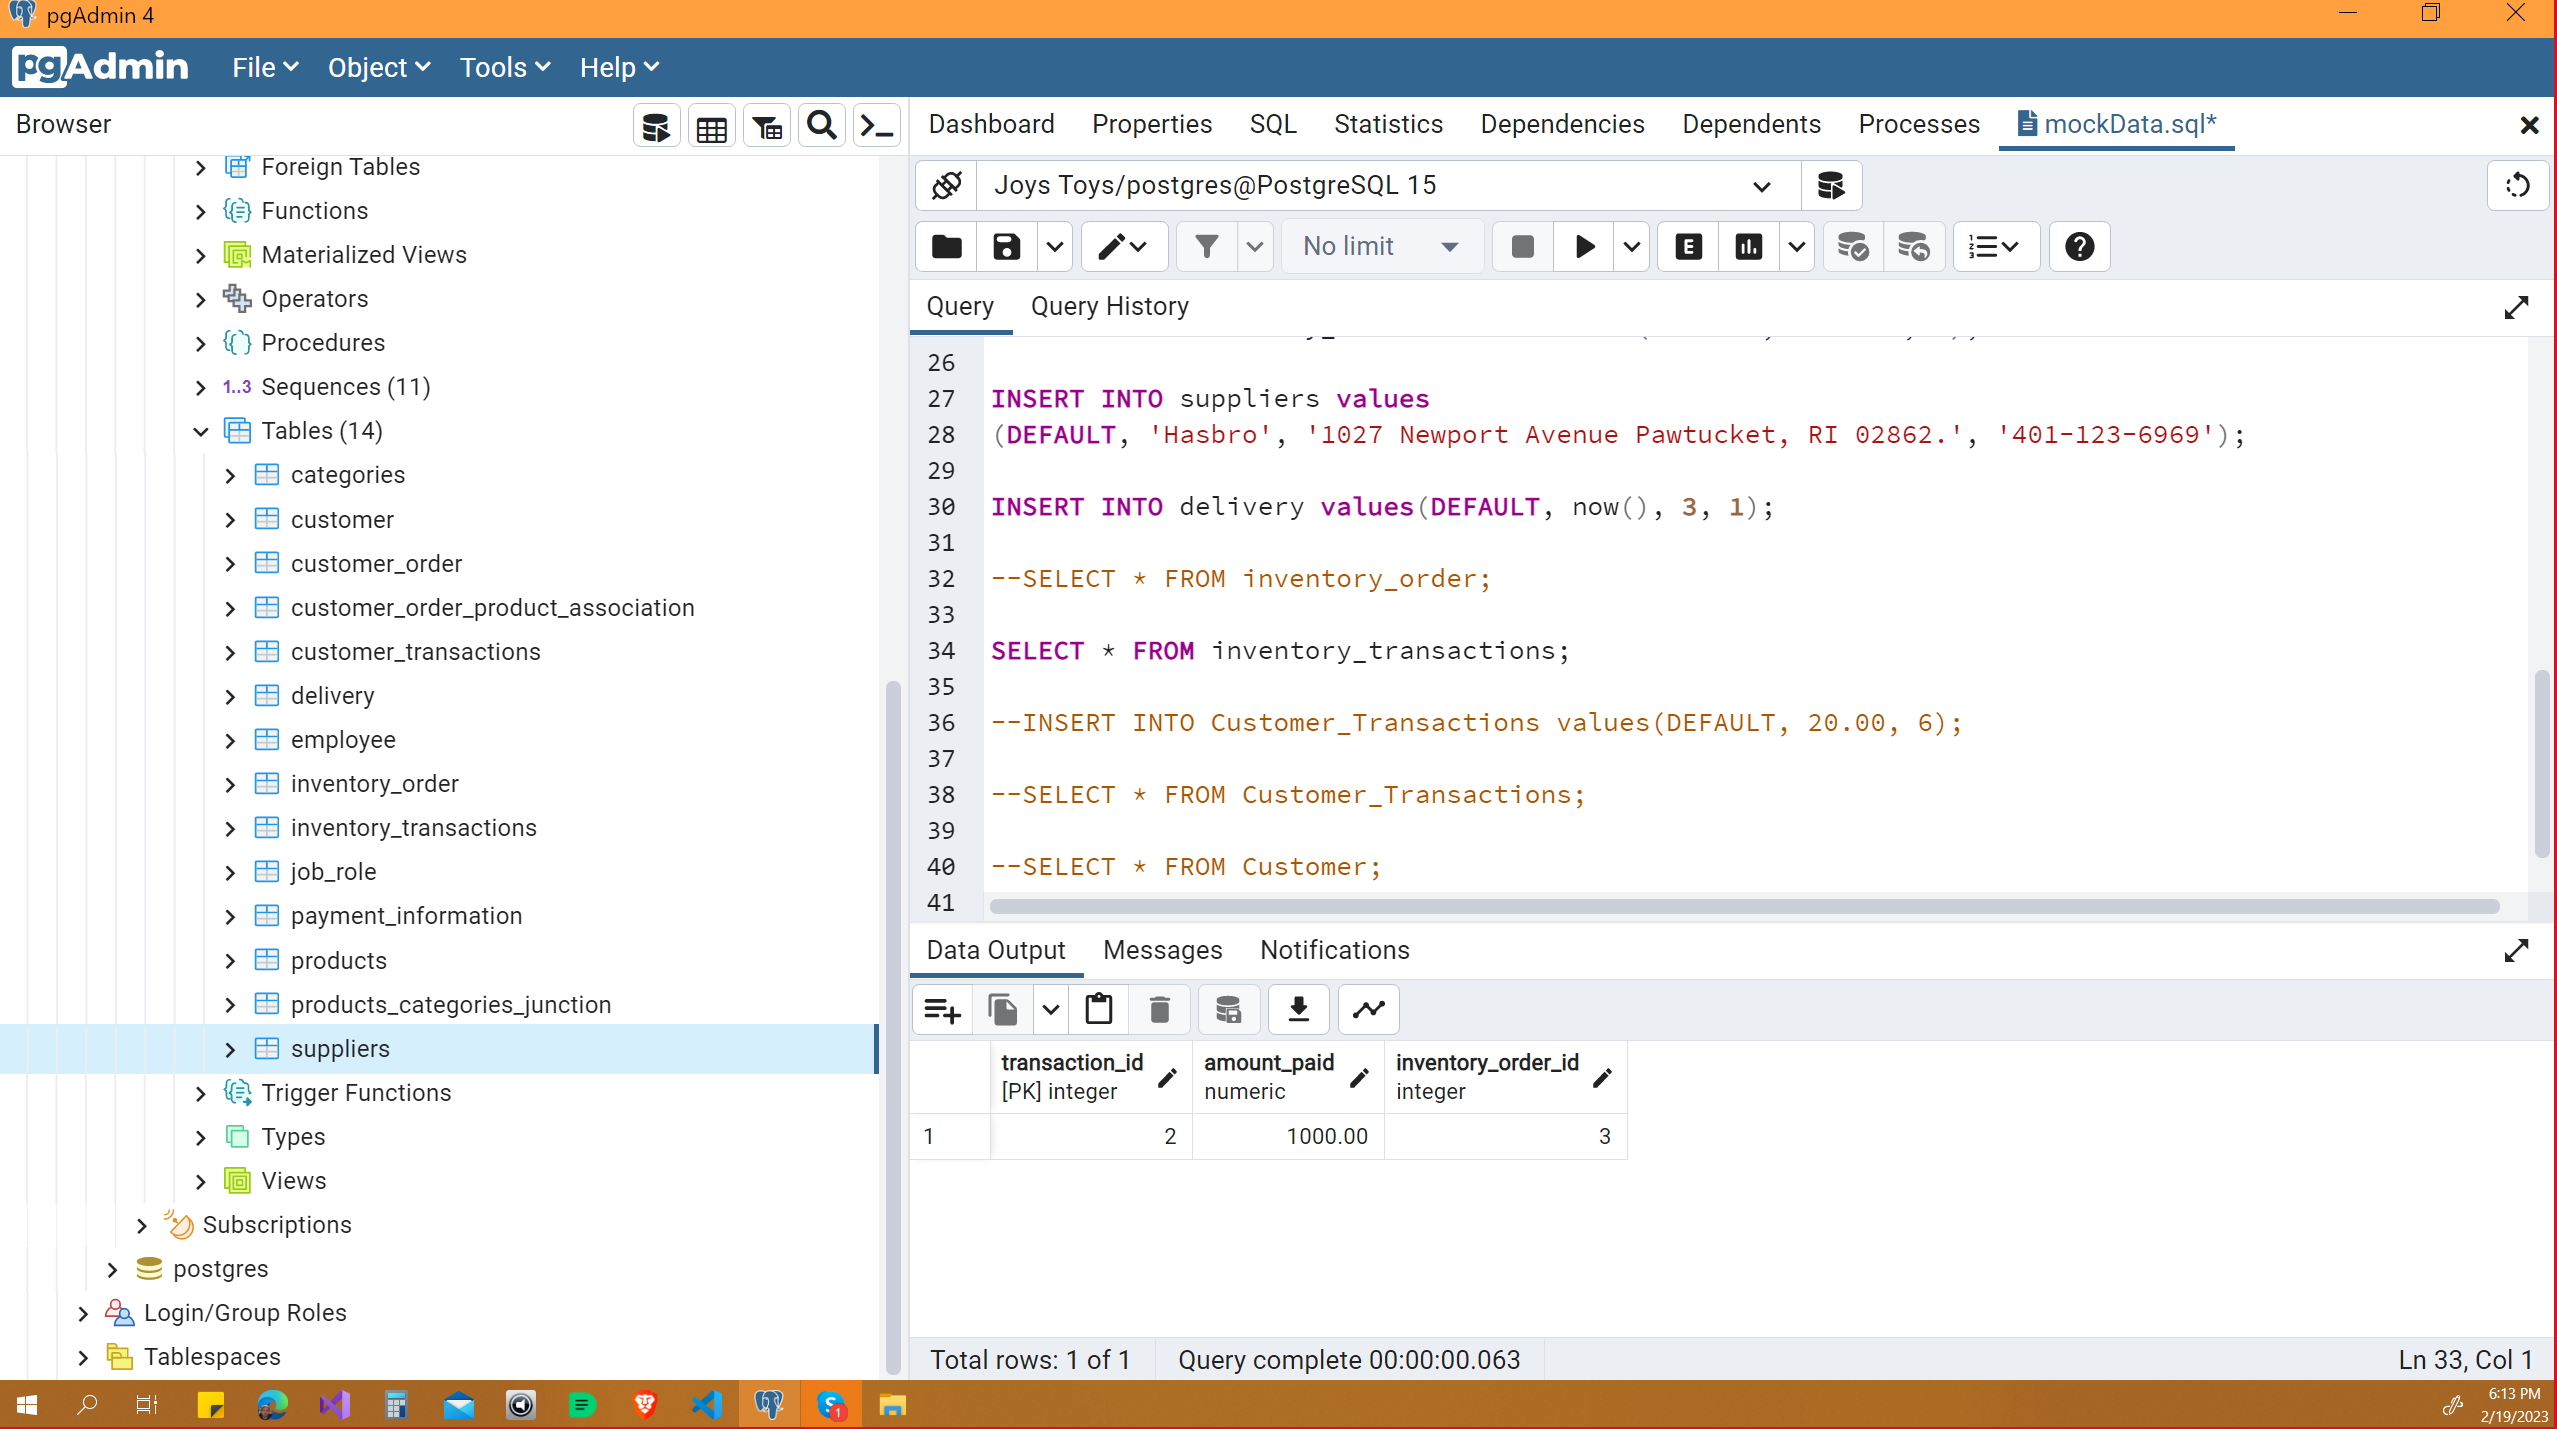 pgAdmin 4
pgAdmin File Object Tools Help
Browser
Foreign Tables
Functions
Materialized Views
Operators
Procedures
1..3 Sequences (11)
Tables (14)
categories
customer
customer_order
customer_order_product_association
customer_transactions
delivery
employee
inventory_order
inventory_transactions
job_role
payment_information
products
products_categories_junction
suppliers
Trigger Functions
Types
Views
Subscriptions
postgres
Login/Group Roles
Tablespaces
Dashboard Properties SQL Statistics Dependencies Dependents Processes mockData.sql*
Joys Toys/postgres@PostgreSQL 15
No limit
E
Query Query History
26
27 INSERT INTO suppliers values
28 (DEFAULT, 'Hasbro', '1027 Newport Avenue Pawtucket, RI 02862.', '401-123-6969');
29
30 INSERT INTO delivery values(DEFAULT, now(), 3, 1);
31
32 --SELECT * FROM inventory_order;
33
34 SELECT * FROM inventory_transactions;
35
36 --INSERT INTO Customer_Transactions values(DEFAULT, 20.00, 6);
37
38 --SELECT * FROM Customer_Transactions;
39
40 --SELECT * FROM Customer;
41
Data Output Messages Notifications
transaction_id amount_paid inventory_order_id
[PK] integer numeric integer
1 2 1000.00 3
Total rows: 1 of 1 Query complete 00:00:00.063 Ln 33, Col 1
1
6:13 PM
2/19/2023